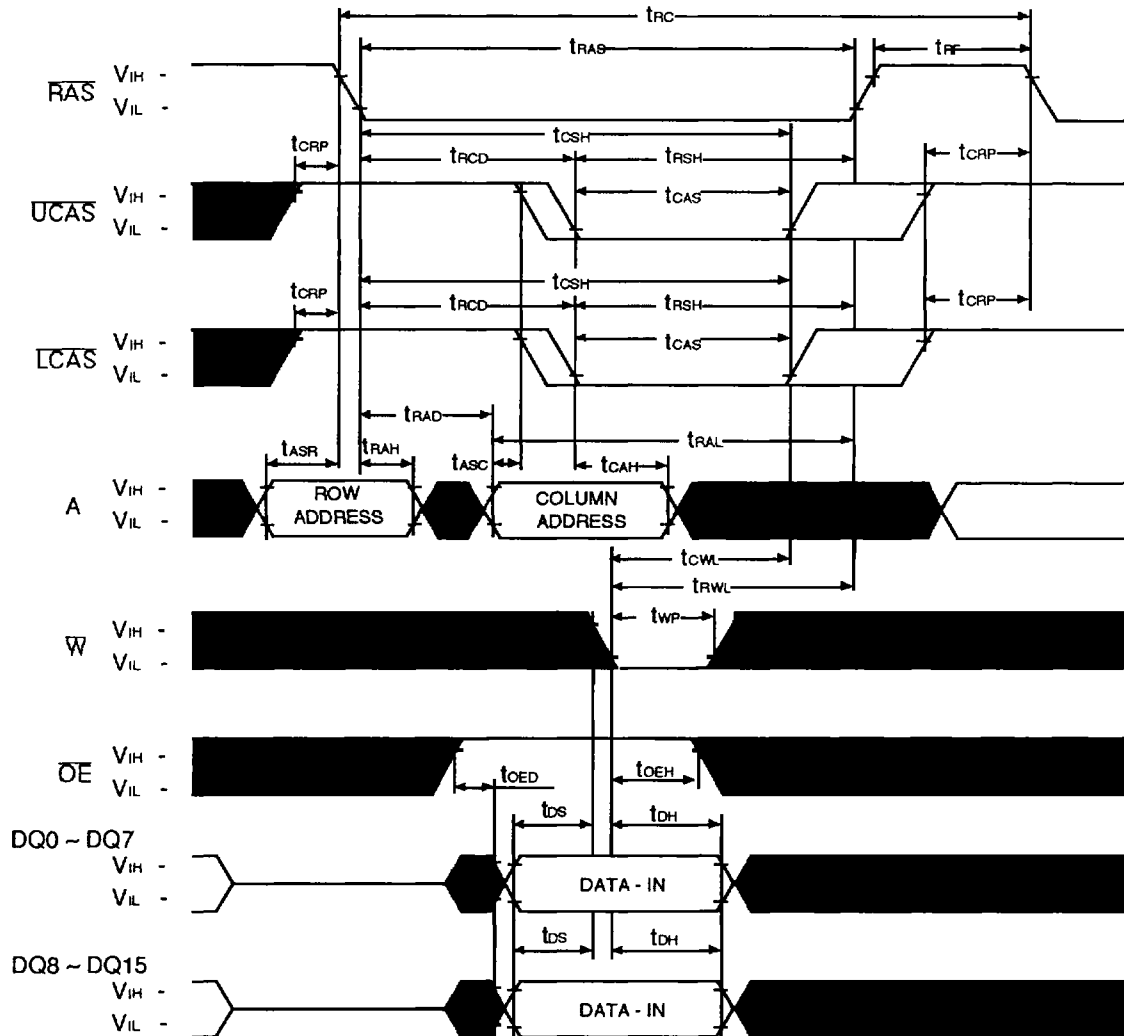 tRC
tRAS
tRF
RAS
VIH -
VIL -
tCSH
tCRP
tRCD
tRSH
tCRP
UCAS
VIH -
VIL -
tCAS
tCSH
tCRP
tRCD
tRSH
tCRP
LCAS
VIH -
VIL -
tCAS
tRAD
tRAL
tASR
tRAH
tASC
tCAH
A
VIH -
VIL -
ROW
ADDRESS
COLUMN
ADDRESS
tCWL
tRWL
W
VIH -
VIL -
tWP
OE
VIH -
VIL -
tOED
tOEH
tDS
tDH
DQ0 ~ DQ7
VIH -
VIL -
DATA - IN
tDS
tDH
DQ8 ~ DQ15
VIH -
VIL -
DATA - IN